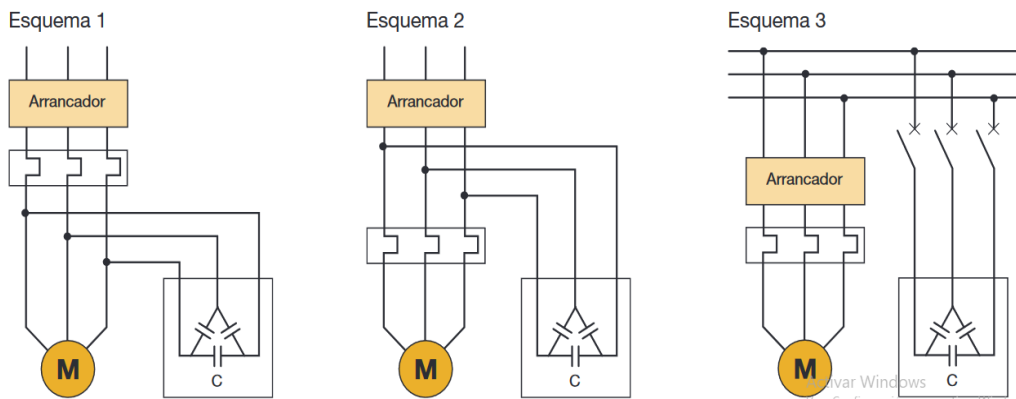 Esquema 1
Esquema 2
Esquema 3
Arrancador
Arrancador
Arrancador
M
C
M
C
M
C
Activar Windows